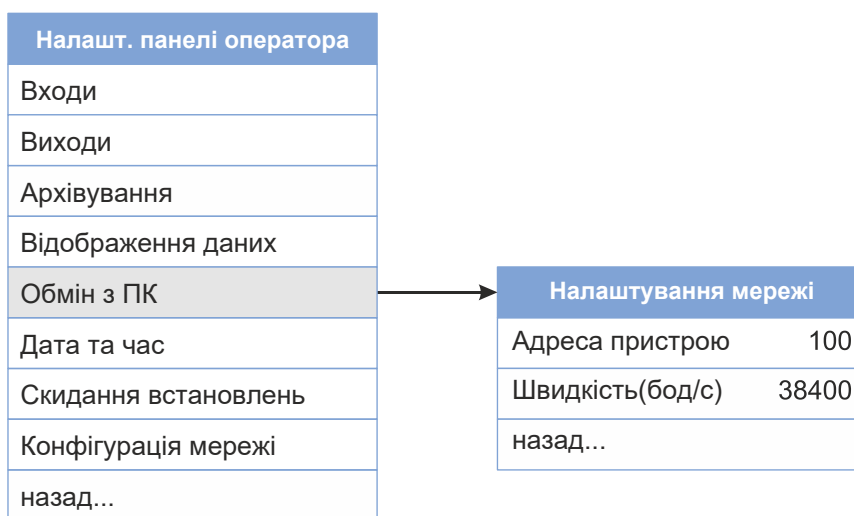 Налашт. панелі оператора
Входи
Виходи
Архівування
Відображення даних
Обмін з ПК
Дата та час
Скидання встановлень
Конфігурація мережі
назад...
Налаштування мережі
Адреса пристрою 100
Швидкість(бод/с) 38400
назад...